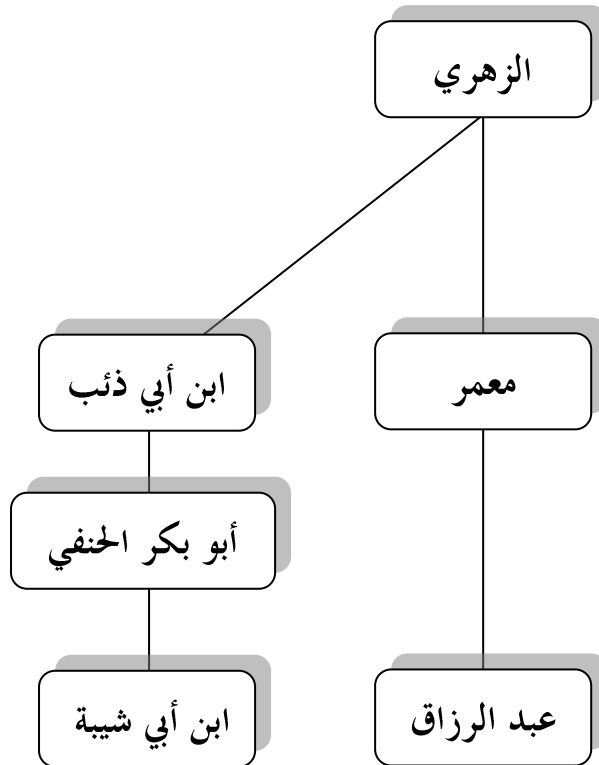 الزهري
معمر
ابن أبي ذئب
أبو بكر الحنفي
عبد الرزاق
ابن أبي شيبة